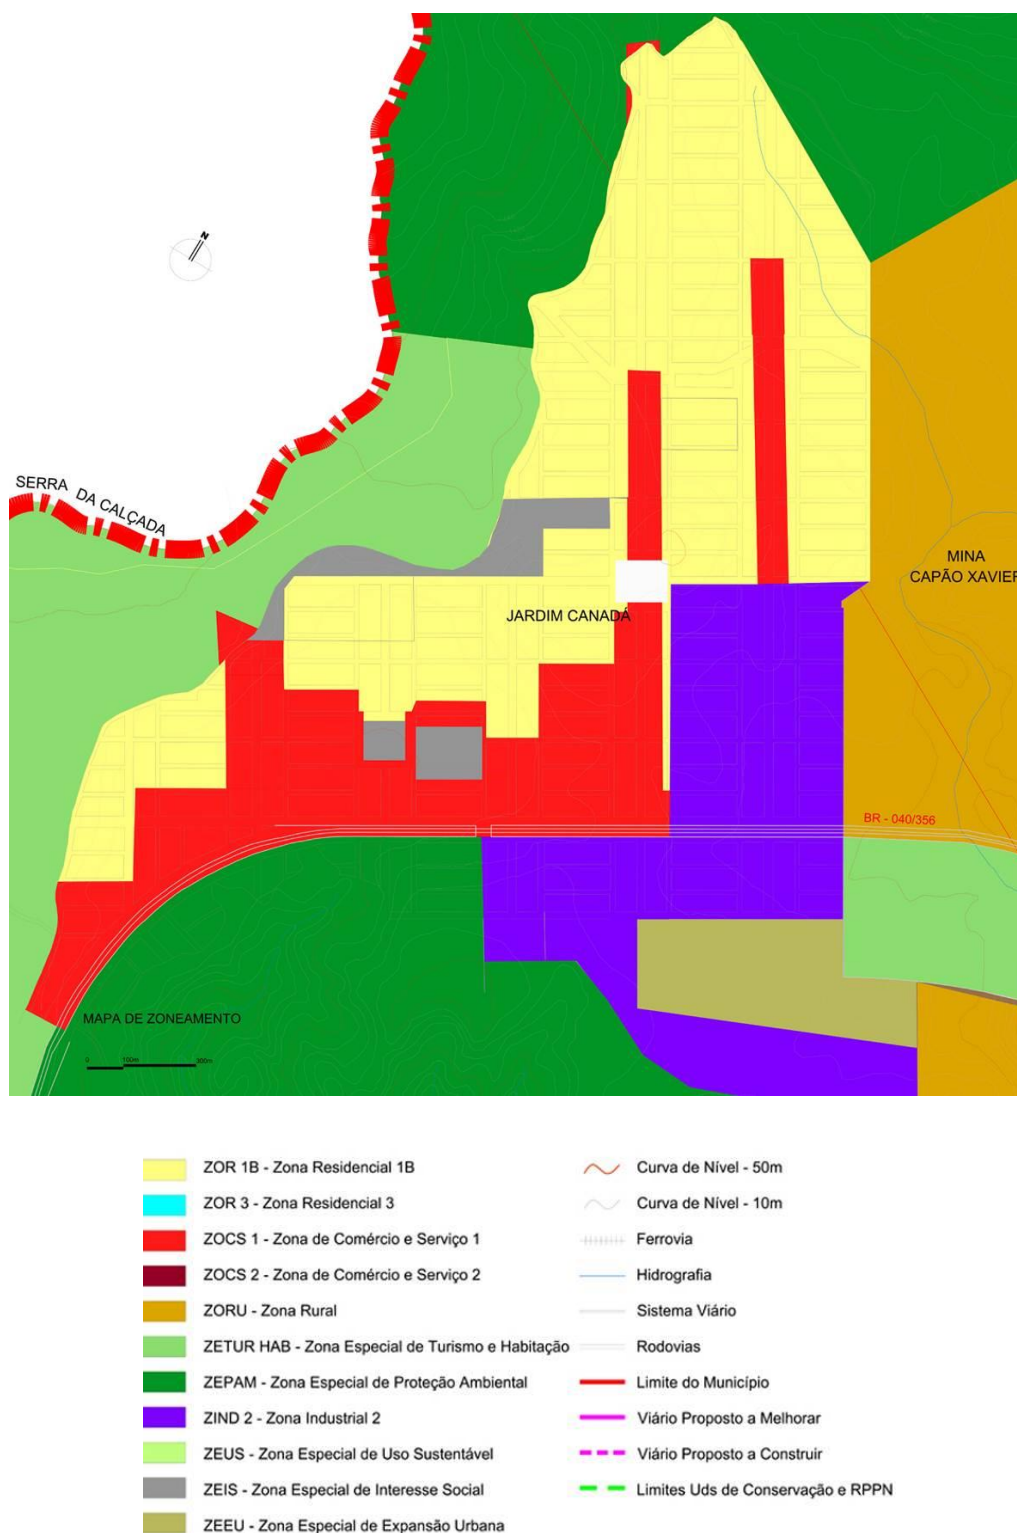 N
SERRA DA CALÇADA
MINA
CAPÃO XAVIER
JARDIM CANADÁ
BR - 040/356
MAPA DE ZONEAMENTO
0 100m 300m
ZOR 1B - Zona Residencial 1B
ZOR 3 - Zona Residencial 3
ZOCS 1 - Zona de Comércio e Serviço 1
ZOCS 2 - Zona de Comércio e Serviço 2
ZORU - Zona Rural
ZETUR HAB - Zona Especial de Turismo e Habitação
ZEPAM - Zona Especial de Proteção Ambiental
ZIND 2 - Zona Industrial 2
ZEUS - Zona Especial de Uso Sustentável
ZEIS - Zona Especial de Interesse Social
ZEEU - Zona Especial de Expansão Urbana
Curva de Nível - 50m
Curva de Nível - 10m
Ferrovia
Hidrografia
Sistema Viário
Rodovias
Limite do Município
Viário Proposto a Melhorar
Viário Proposto a Construir
Limites Uds de Conservação e RPPN